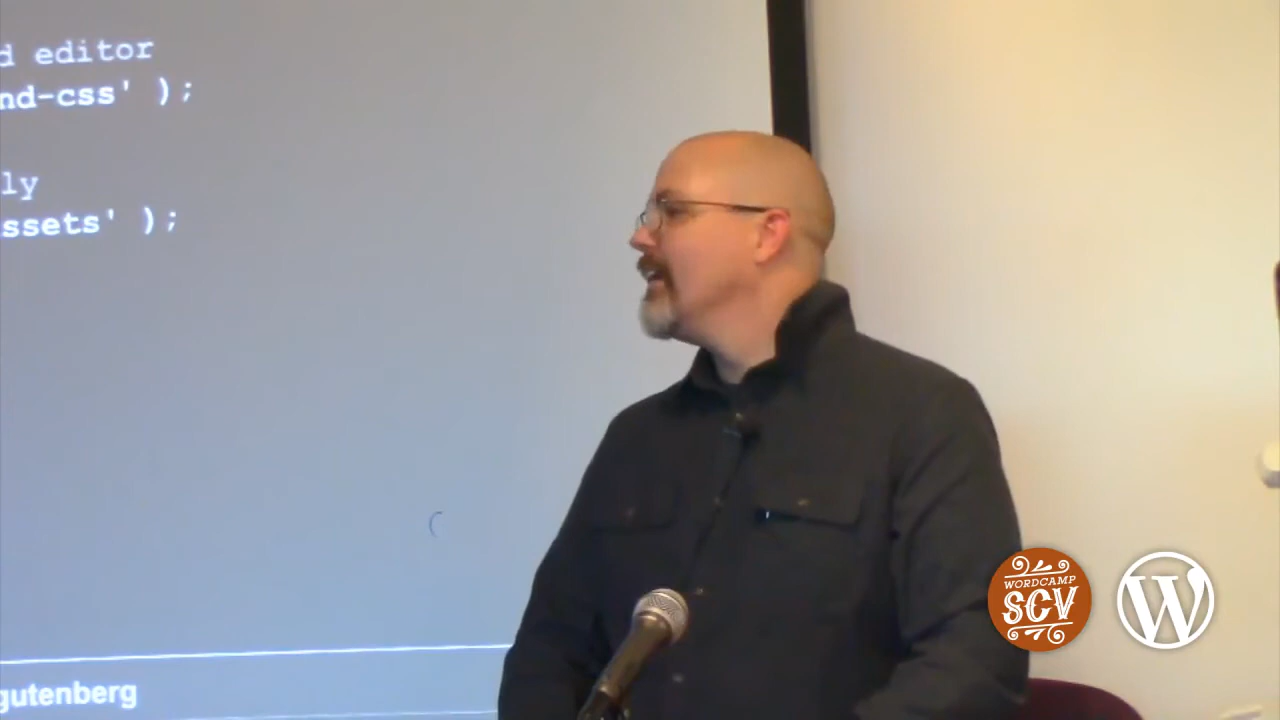 d editor
nd-css' );
ly
ssets' );
gutenberg
WORDCAMP
SCV
W